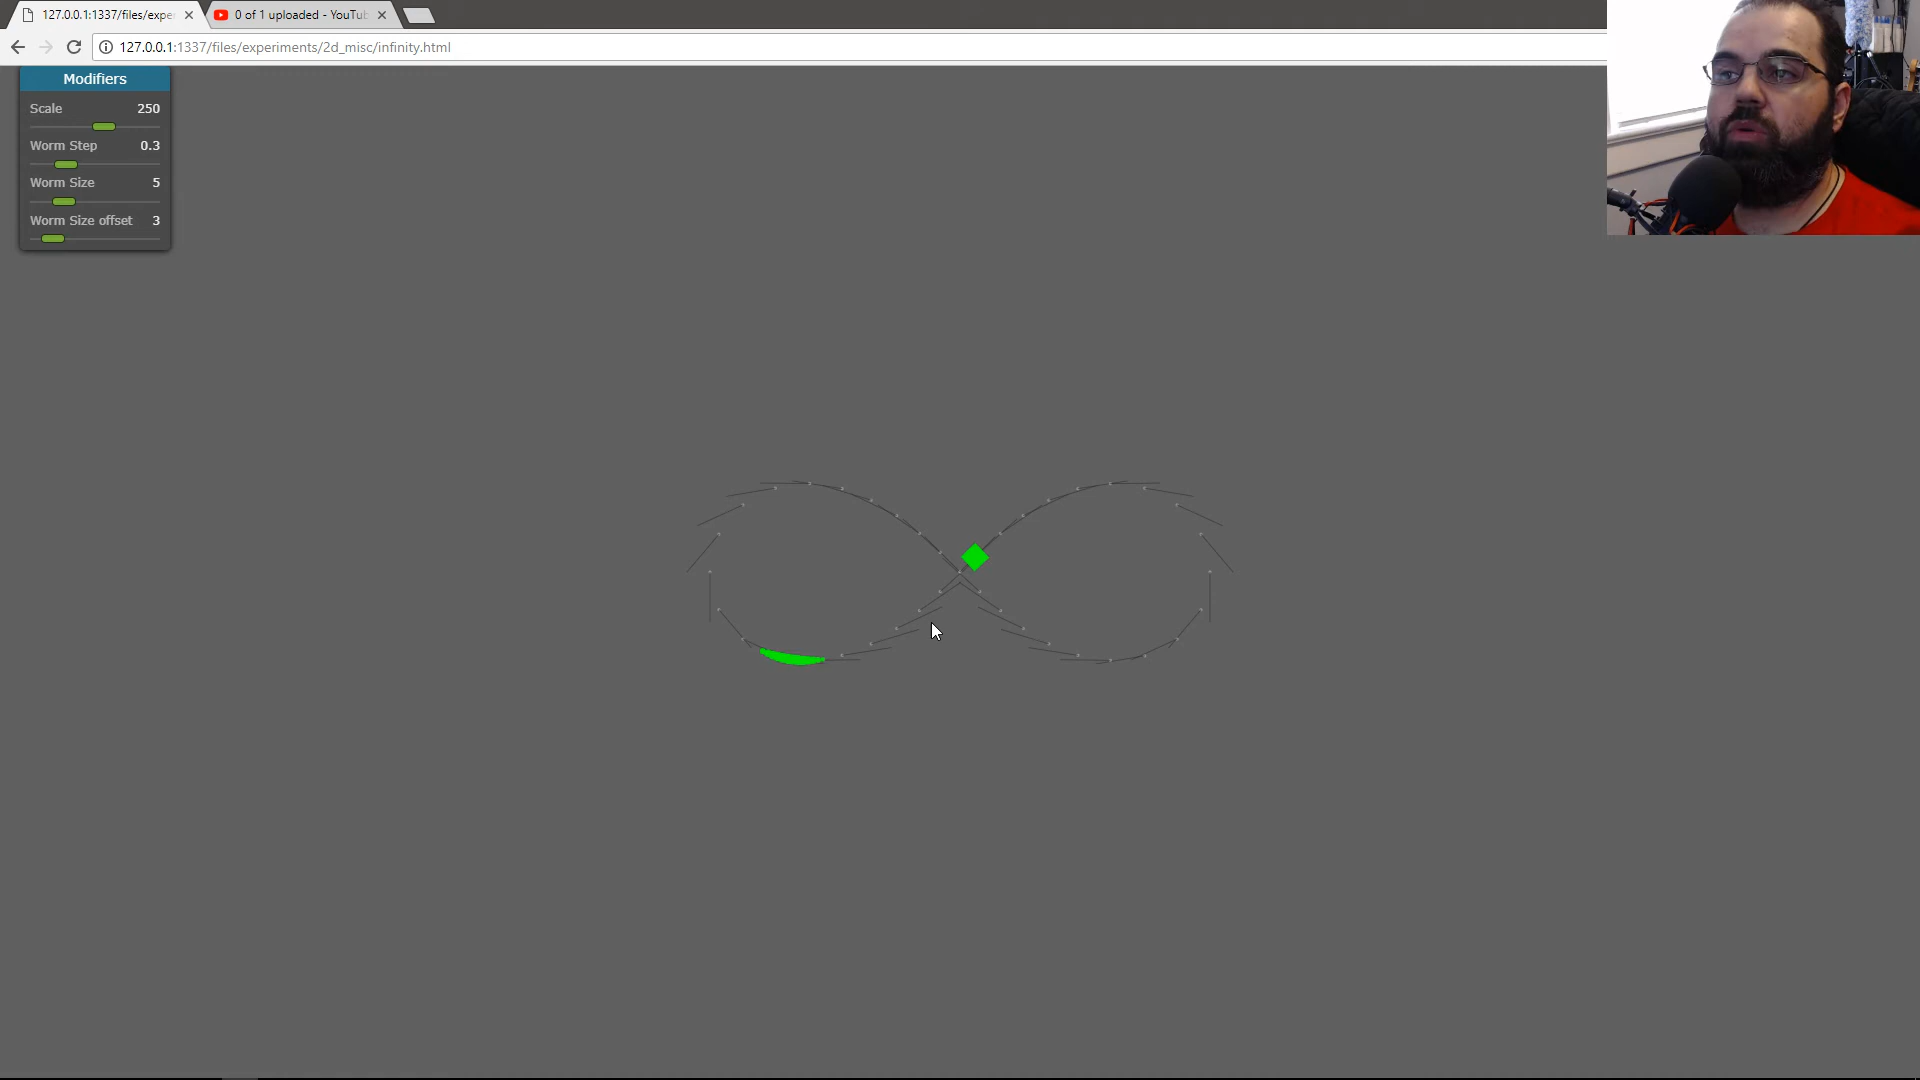 127.0.0.1:1337/files/expe
0 of 1 uploaded - YouTub
127.0.0.1:1337/files/experiments/2d_misc/infinity.html
Modifiers
Scale 250
Worm Step 0.3
Worm Size 5
Worm Size offset 3